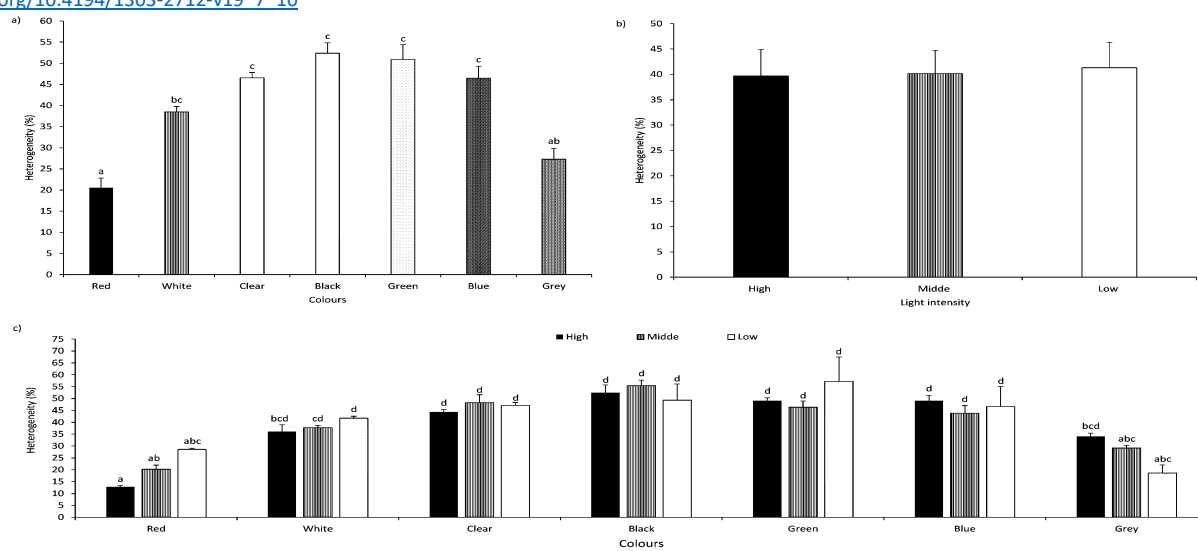 org/10.4194/1303-2712-v19_7_10
a)
60
55
50
45
40
35
30
25
20
15
10
5
0
Heterogeneity (%)
a
bc
c
c
c
c
ab
Red White Clear Black Green Blue Grey
Colours
b)
50
45
40
35
30
25
20
15
10
5
0
Heterogeneity (%)
High Midde Low
Light intensity
c)
High Midde Low
75
70
65
60
55
50
45
40
35
30
25
20
15
10
5
0
Heterogeneity (%)
a ab abc
bcd cd d
d d d
d d d
d d d
d d d
bcd abc abc
Red White Clear Black Green Blue Grey
Colours